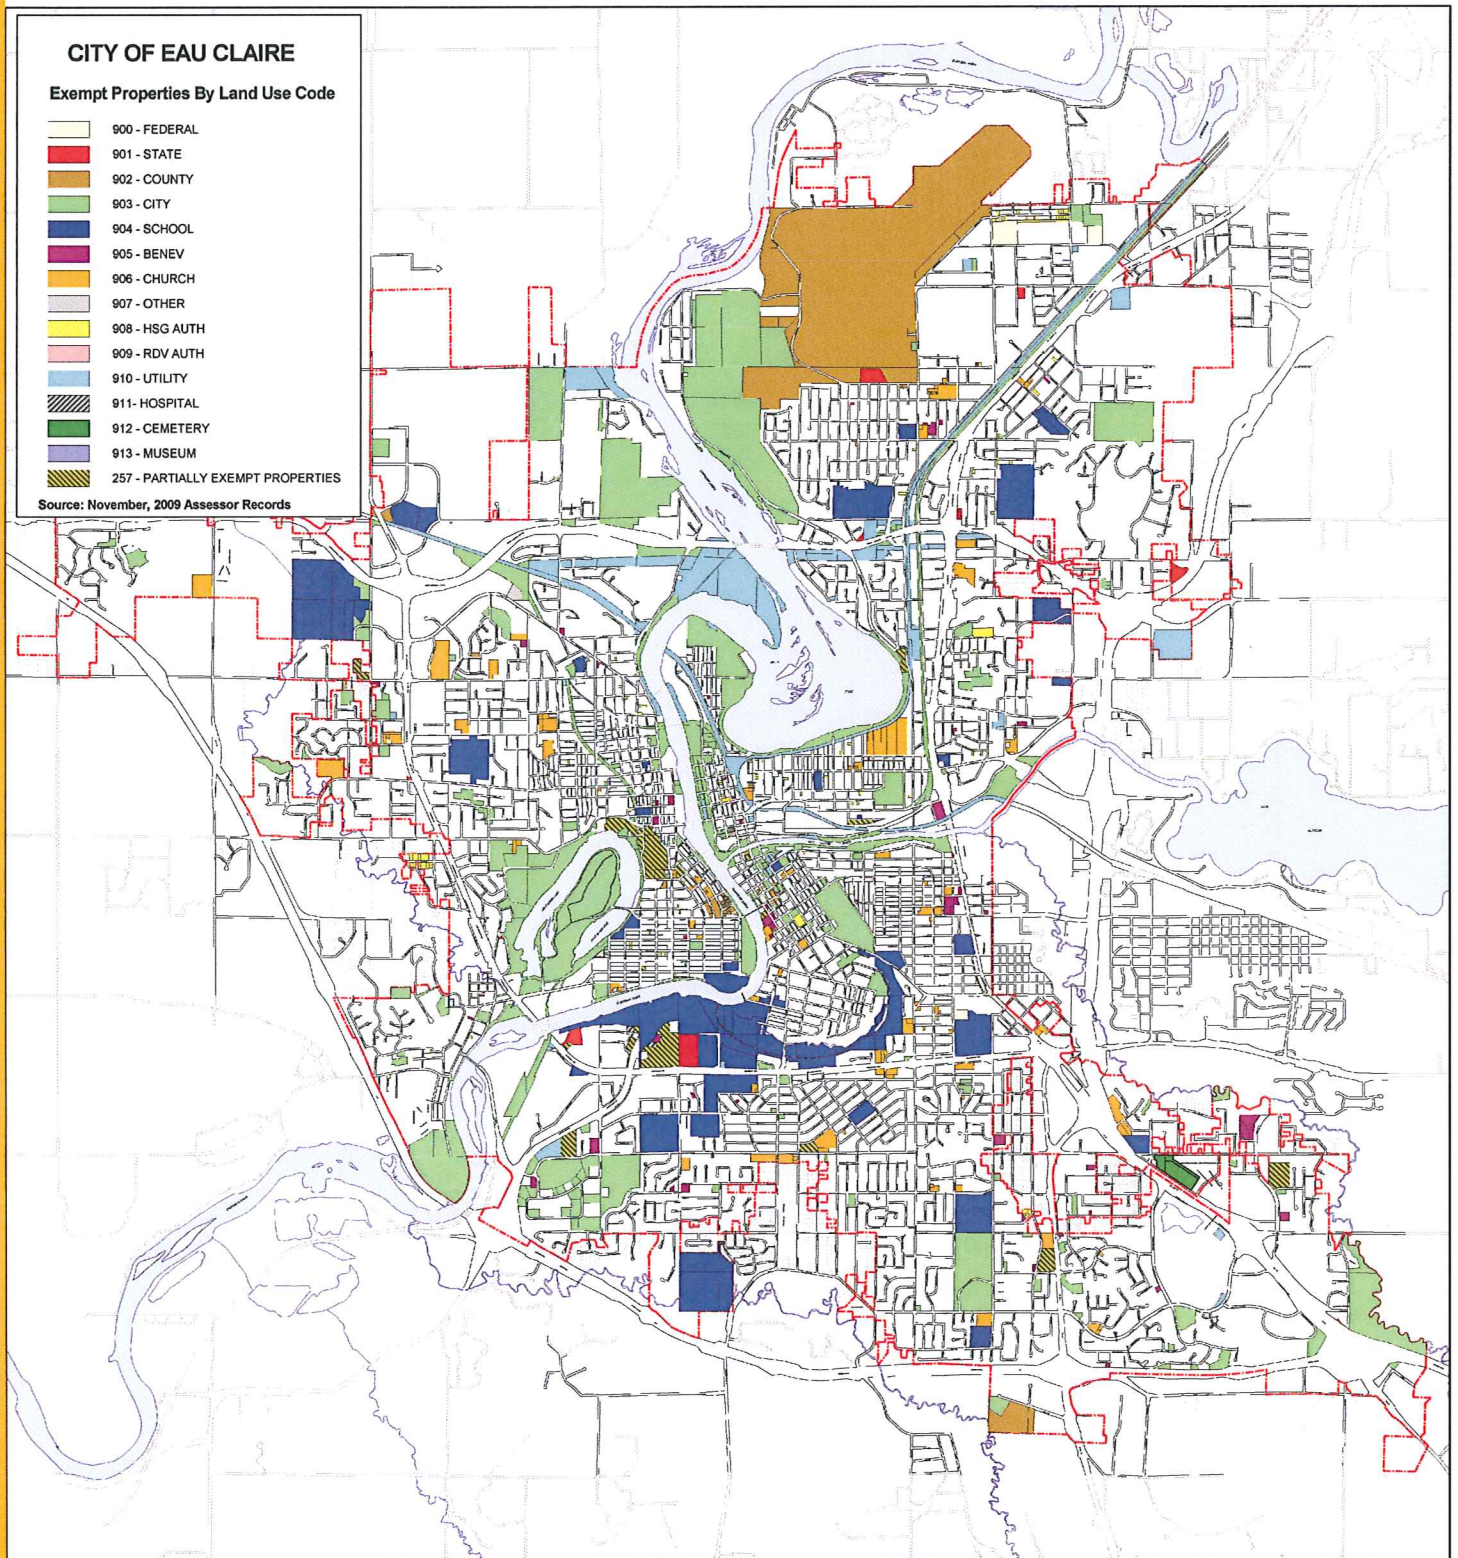 CITY OF EAU CLAIRE
Exempt Properties By Land Use Code
900 - FEDERAL
901 - STATE
902 - COUNTY
903 - CITY
904 - SCHOOL
905 - BENEV
906 - CHURCH
907 - OTHER
908 - HSG AUTH
909 - RDV AUTH
910 - UTILITY
911- HOSPITAL
912 - CEMETERY
913 - MUSEUM
257 - PARTIALLY EXEMPT PROPERTIES
Source: November, 2009 Assessor Records